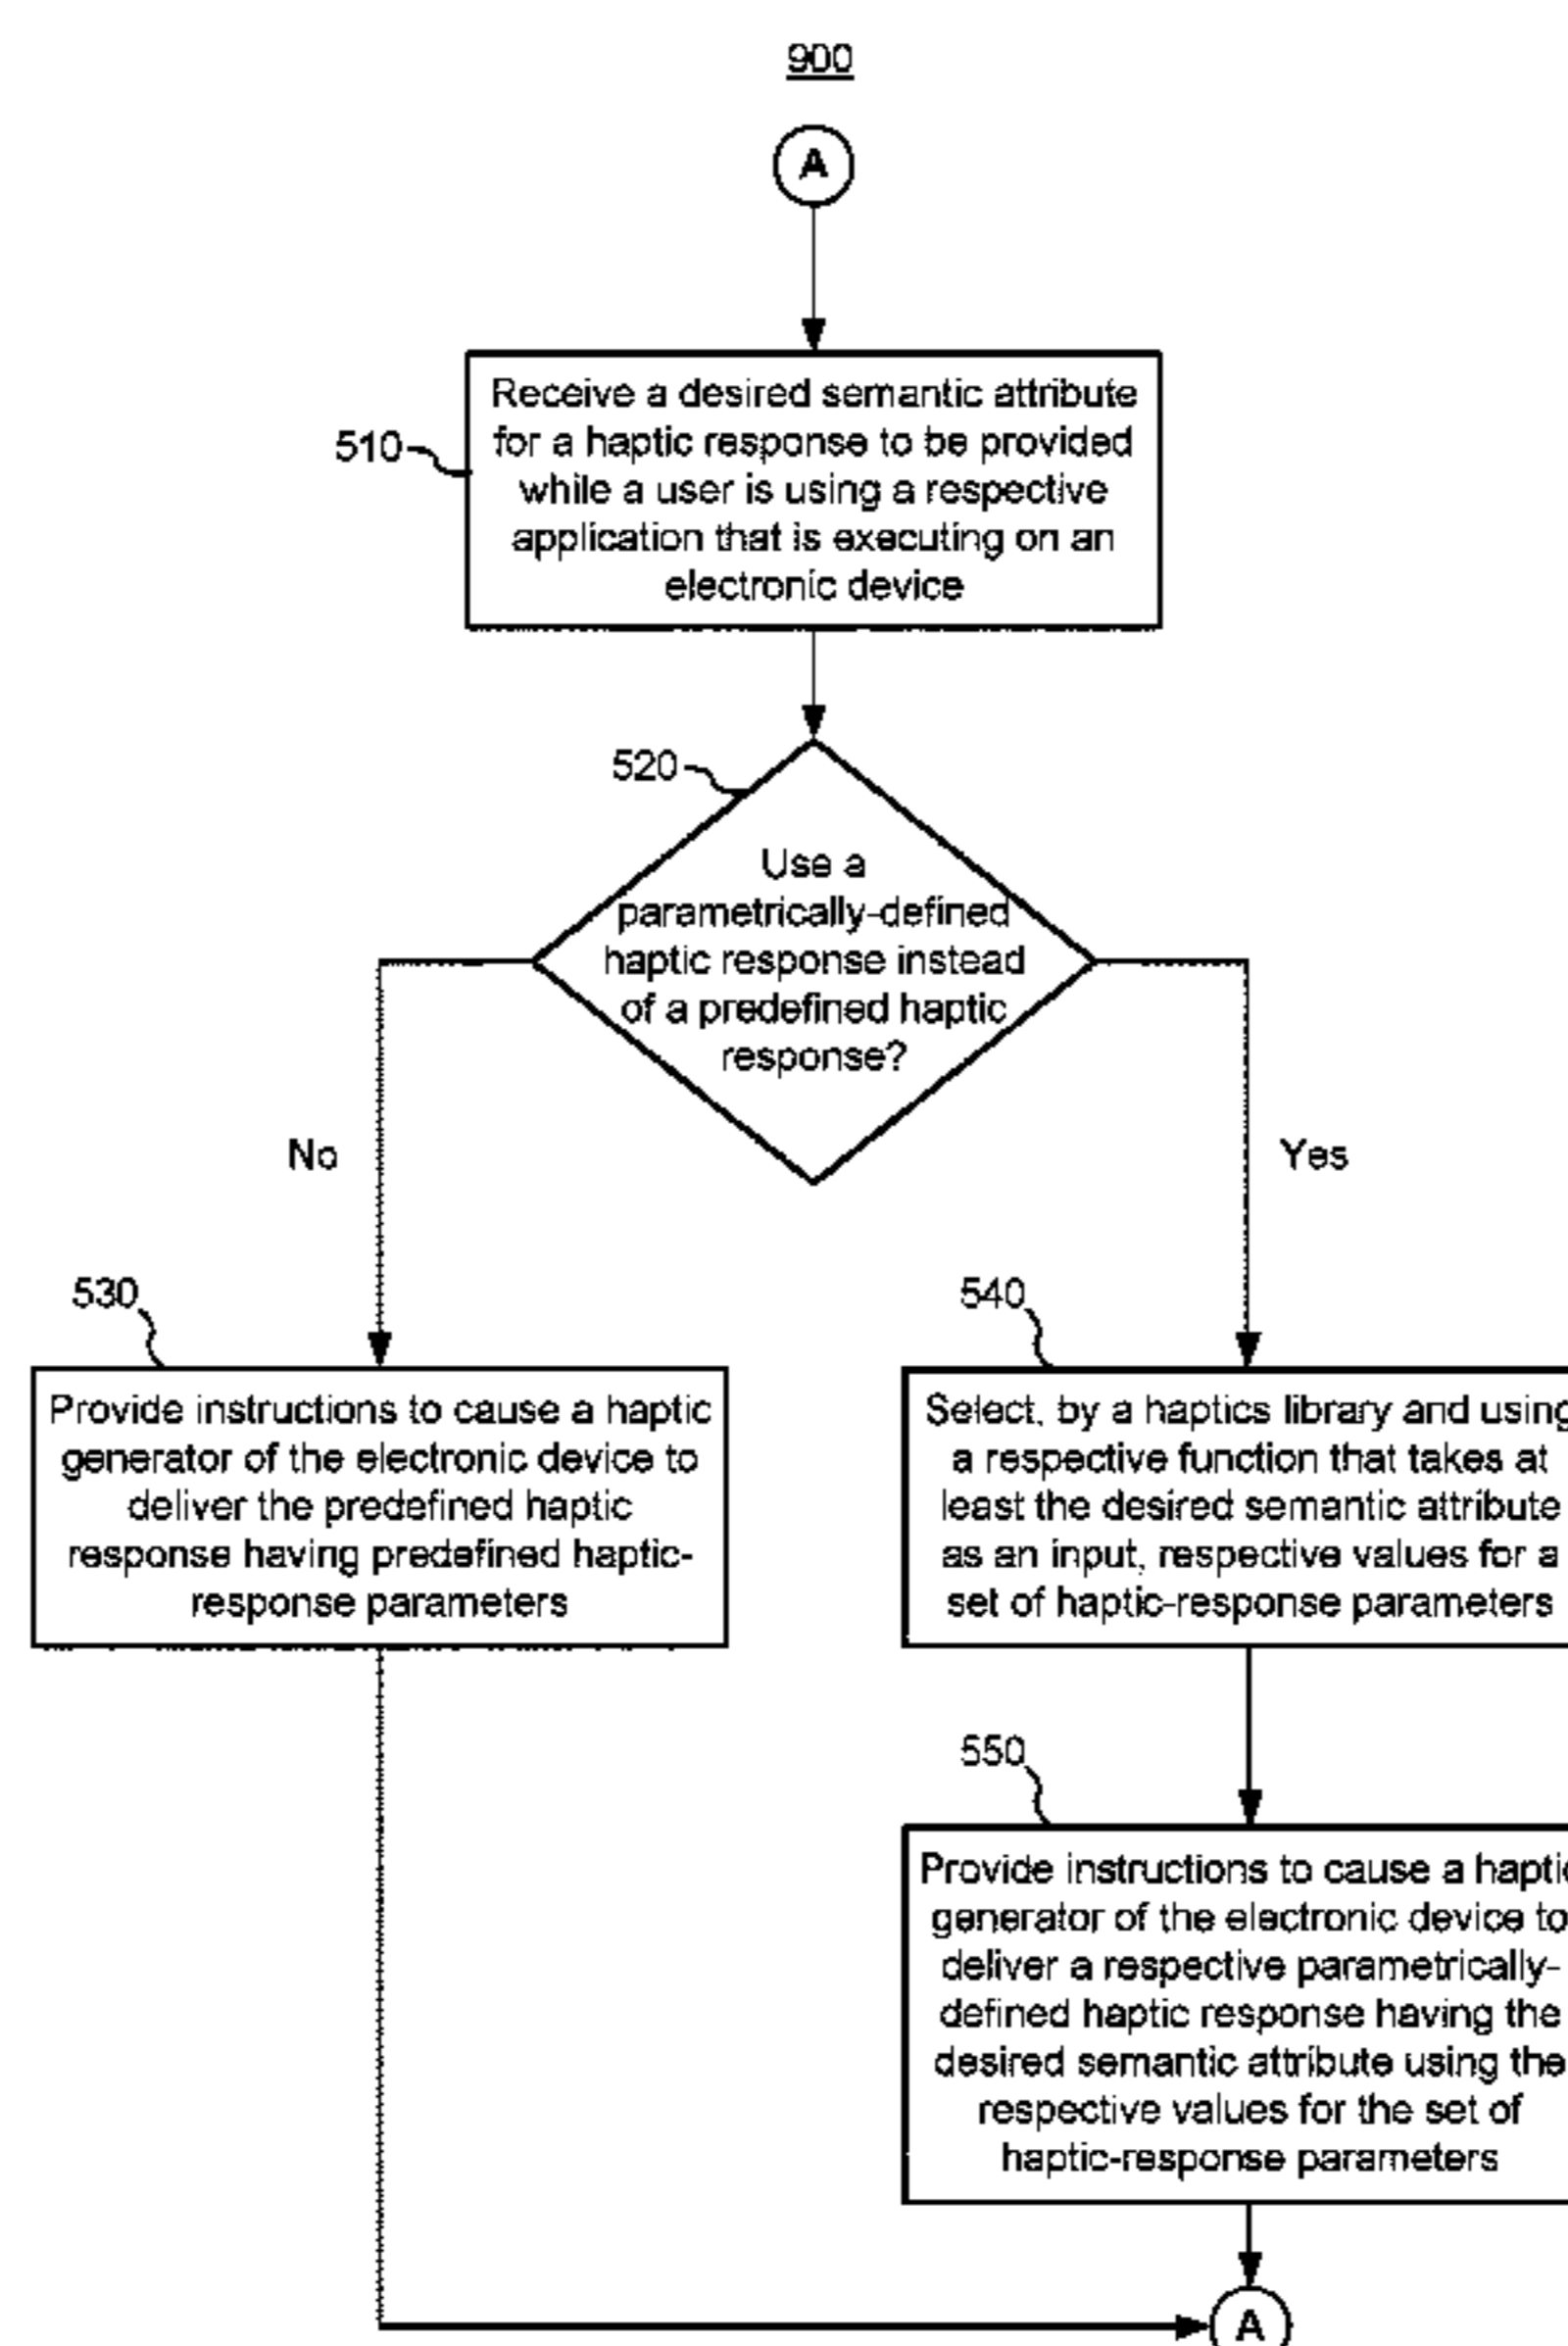 900
A
510
Receive a desired semantic attribute
for a haptic response to be provided
while a user is using a respective
application that is executing on an
electronic device
520
Use a
parametrically-defined
haptic response instead
of a predefined haptic
response?
No
Yes
530
Provide instructions to cause a haptic
generator of the electronic device to
deliver the predefined haptic
response having predefined haptic-
response parameters
540
Select, by a haptics library and using
a respective function that takes at
least the desired semantic attribute
as an input, respective values for a
set of haptic-response parameters
550
Provide instructions to cause a haptic
generator of the electronic device to
deliver a respective parametrically-
defined haptic response having the
desired semantic attribute using the
respective values for the set of
haptic-response parameters
A